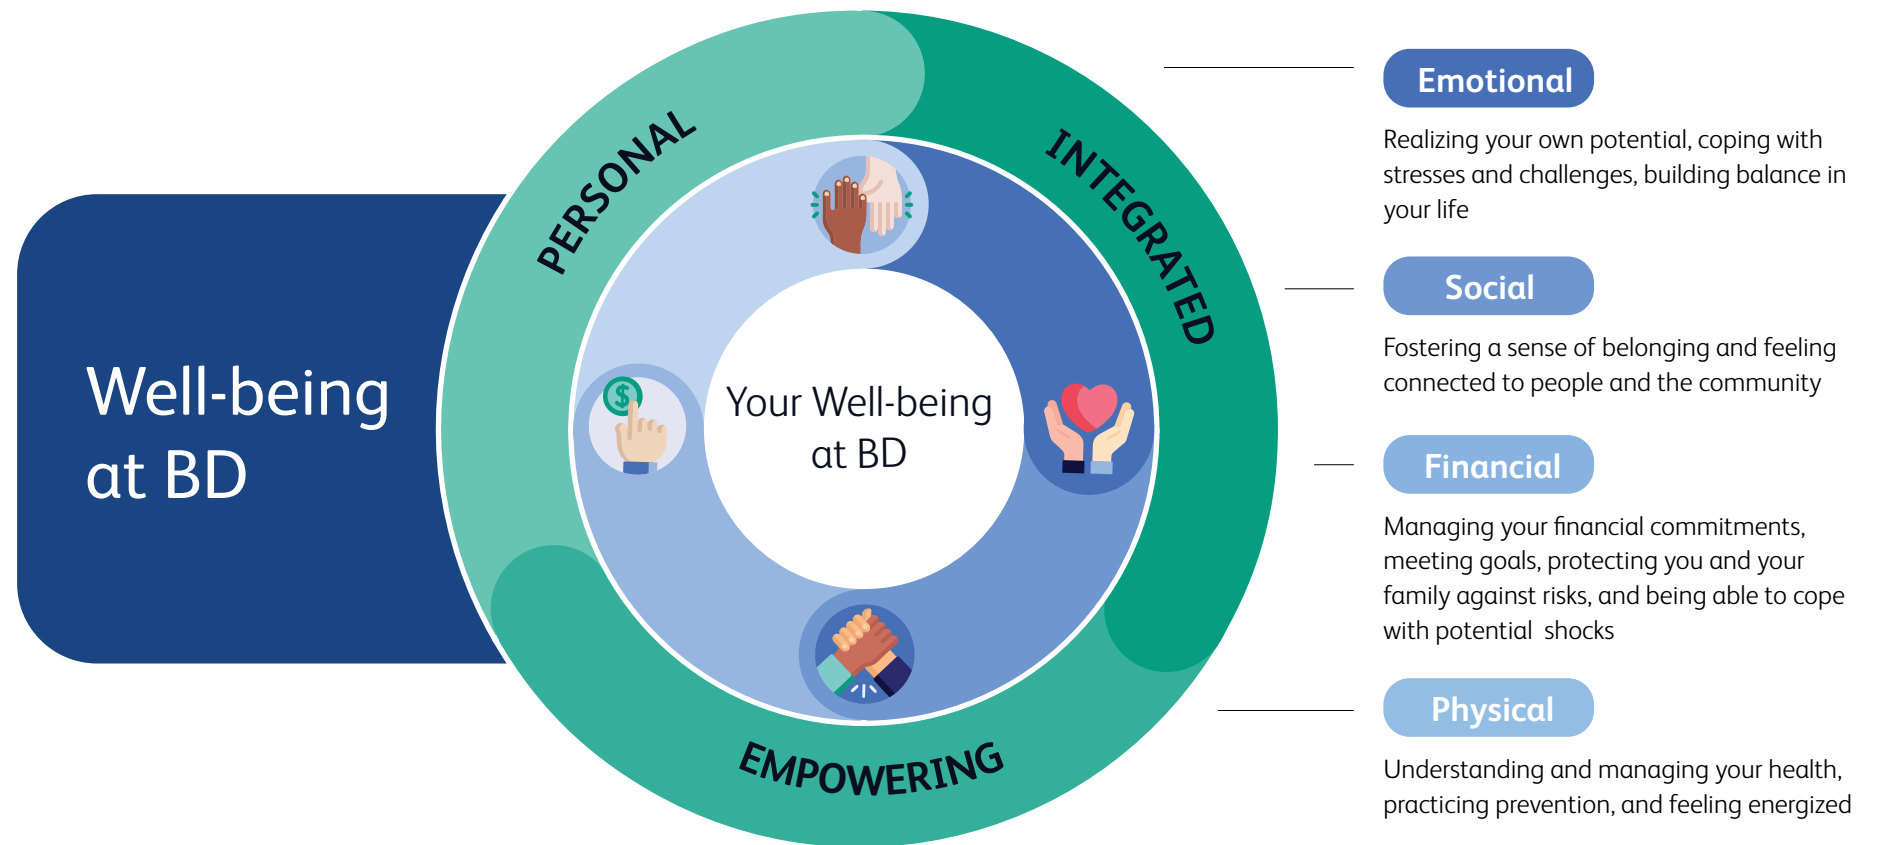 Well-being
at BD
PERSONAL
INTEGRATED
EMPOWERING
$
Your Well-being
at BD
Emotional
Realizing your own potential, coping with
stresses and challenges, building balance in
your life
Social
Fostering a sense of belonging and feeling
connected to people and the community
Financial
Managing your financial commitments,
meeting goals, protecting you and your
family against risks, and being able to cope
with potential  shocks
Physical
Understanding and managing your health,
practicing prevention, and feeling energized